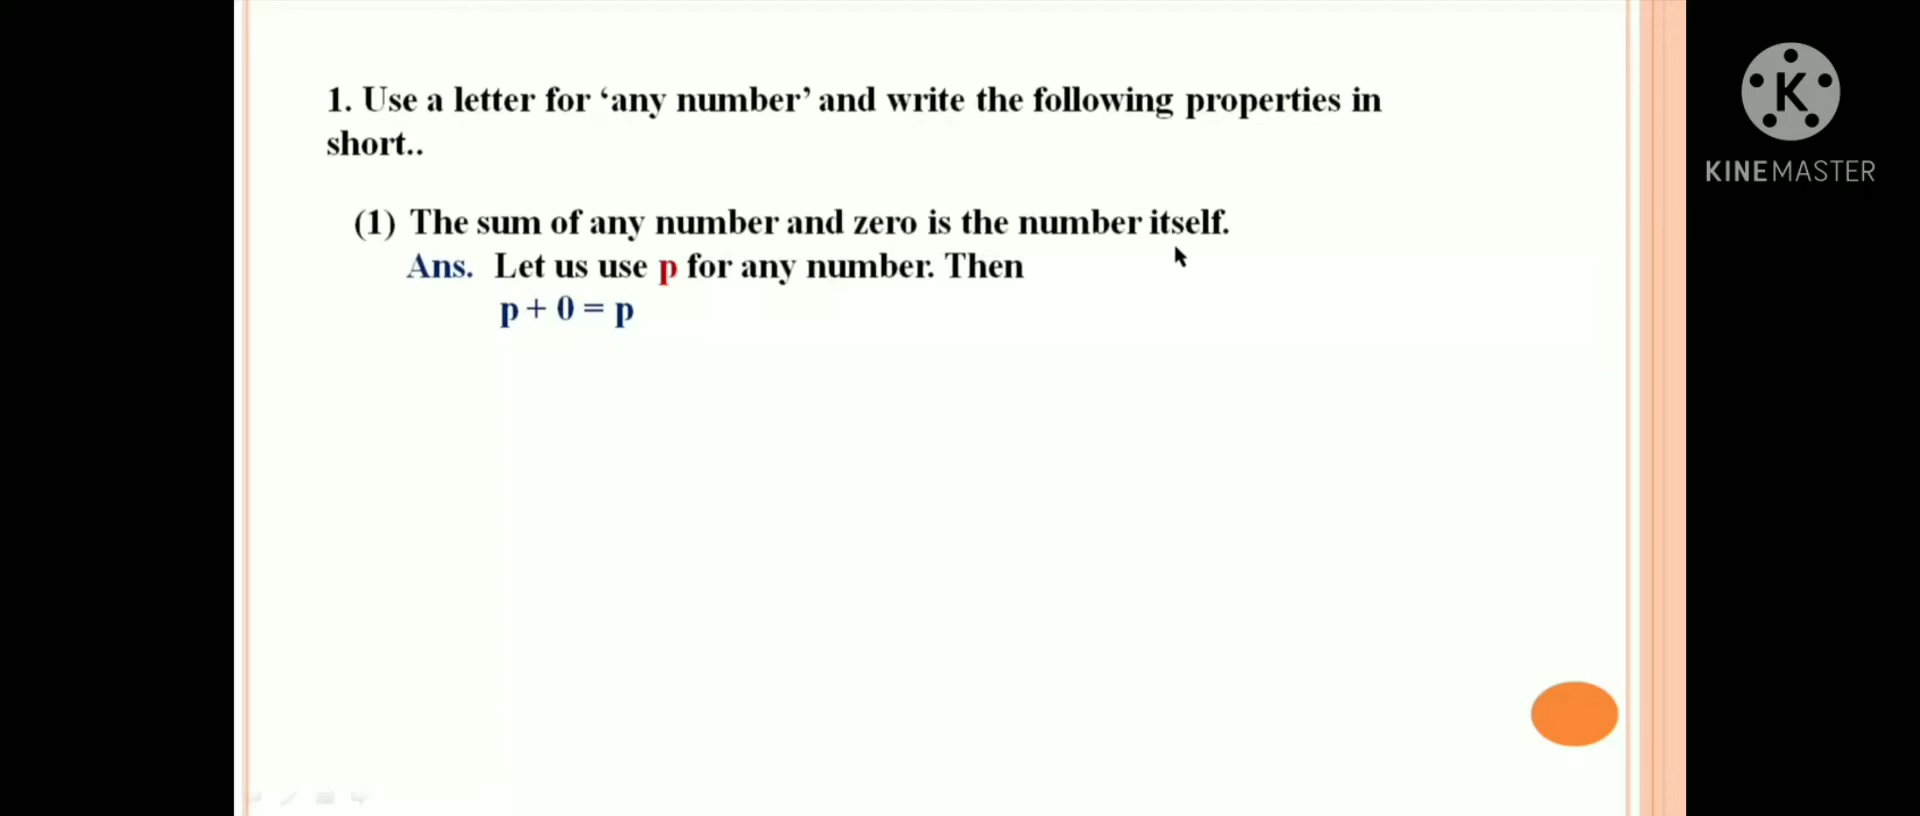 1. Use a letter for ‘any number’ and write the following properties in
short..
(1) The sum of any number and zero is the number itself.
Ans. Let us use p for any number. Then
p + 0 = p
K
KINEMASTER